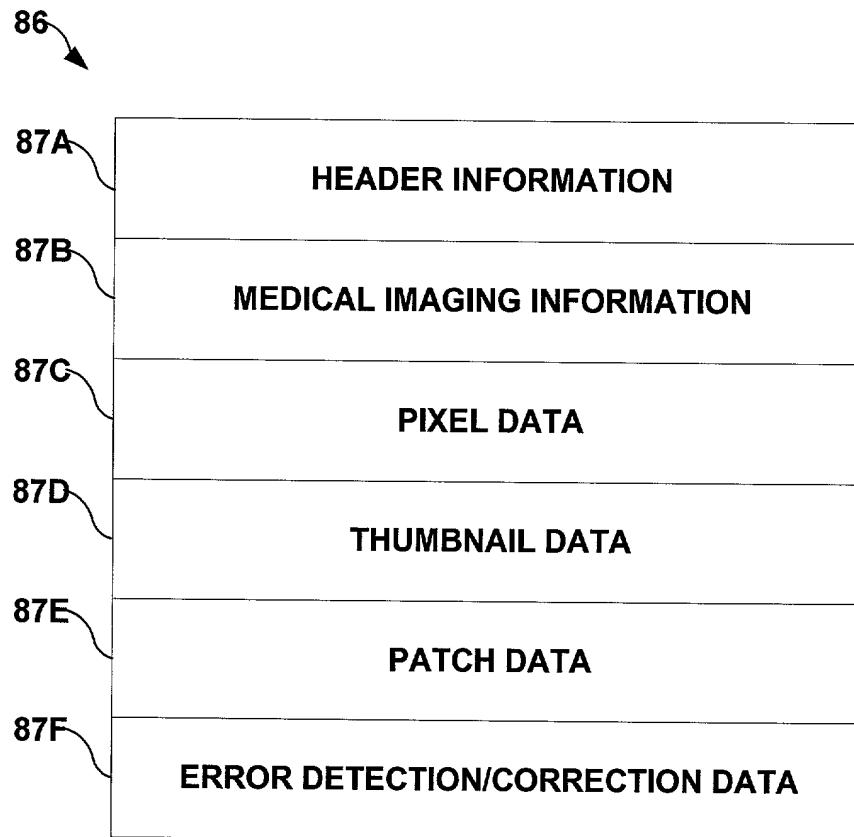 86
87A
HEADER INFORMATION
87B
MEDICAL IMAGING INFORMATION
87C
PIXEL DATA
87D
THUMBNAIL DATA
87E
PATCH DATA
87F
ERROR DETECTION/CORRECTION DATA